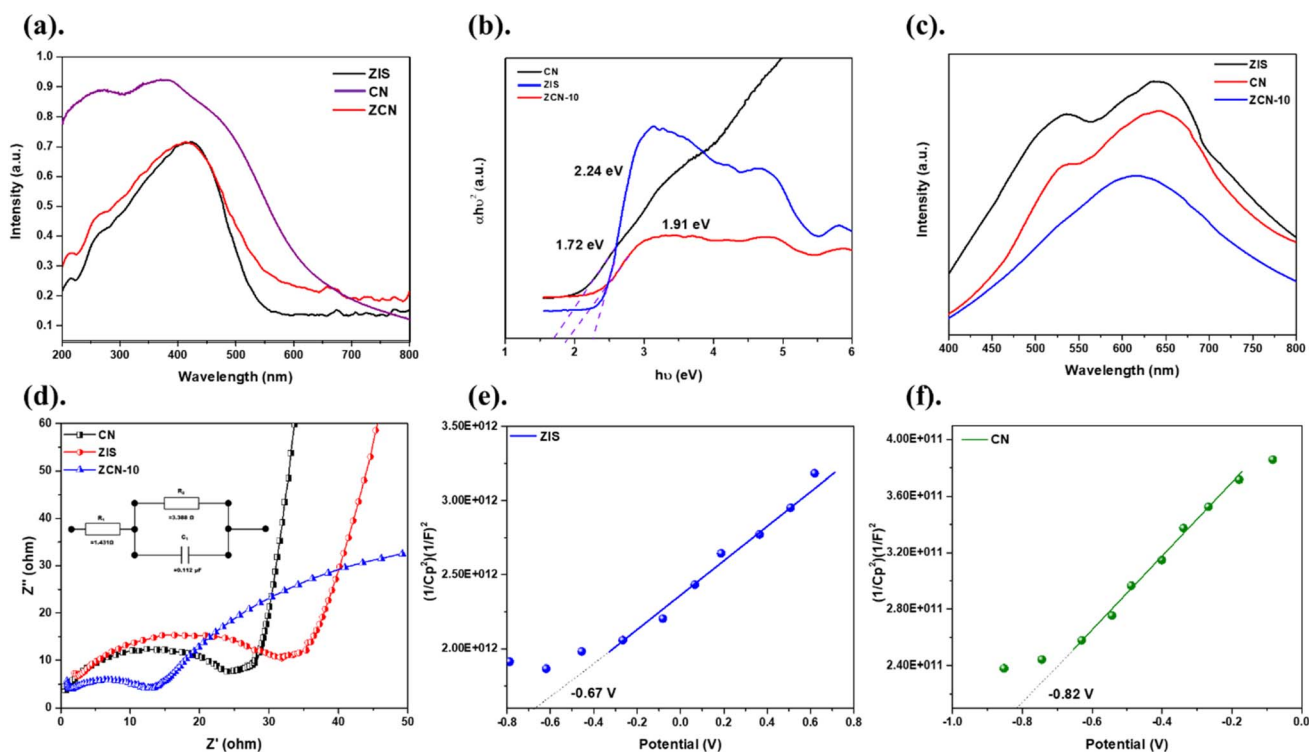 (a).
1.0
0.9
0.8
0.7
0.6
0.5
0.4
0.3
0.2
0.1
Intensity (a.u.)
ZIS
CN
ZCN
200 300 400 500 600 700 800
Wavelength (nm)
(b).
αhυ² (a.u.)
CN
ZIS
ZCN-10
2.24 eV
1.91 eV
1.72 eV
1 2 3 4 5 6
hυ (eV)
(c).
Intensity (a.u.)
ZIS
CN
ZCN-10
400 450 500 550 600 650 700 750 800
Wavelength (nm)
(d).
60
50
40
30
20
10
0
Z'' (ohm)
CN
ZIS
ZCN-10
=1.431Ω
=3.388 Ω
=0.112 µF
0 10 20 30 40 50
Z' (ohm)
(e).
3.50E+012
3.00E+012
2.50E+012
2.00E+012
(1/Cp²)(1/F)²
ZIS
-0.67 V
-0.8 -0.6 -0.4 -0.2 0.0 0.2 0.4 0.6 0.8
Potential (V)
(f).
4.00E+011
3.60E+011
3.20E+011
2.80E+011
2.40E+011
(1/Cp²)(1/F)²
CN
-0.82 V
-1.0 -0.8 -0.6 -0.4 -0.2 0.0
Potential (V)